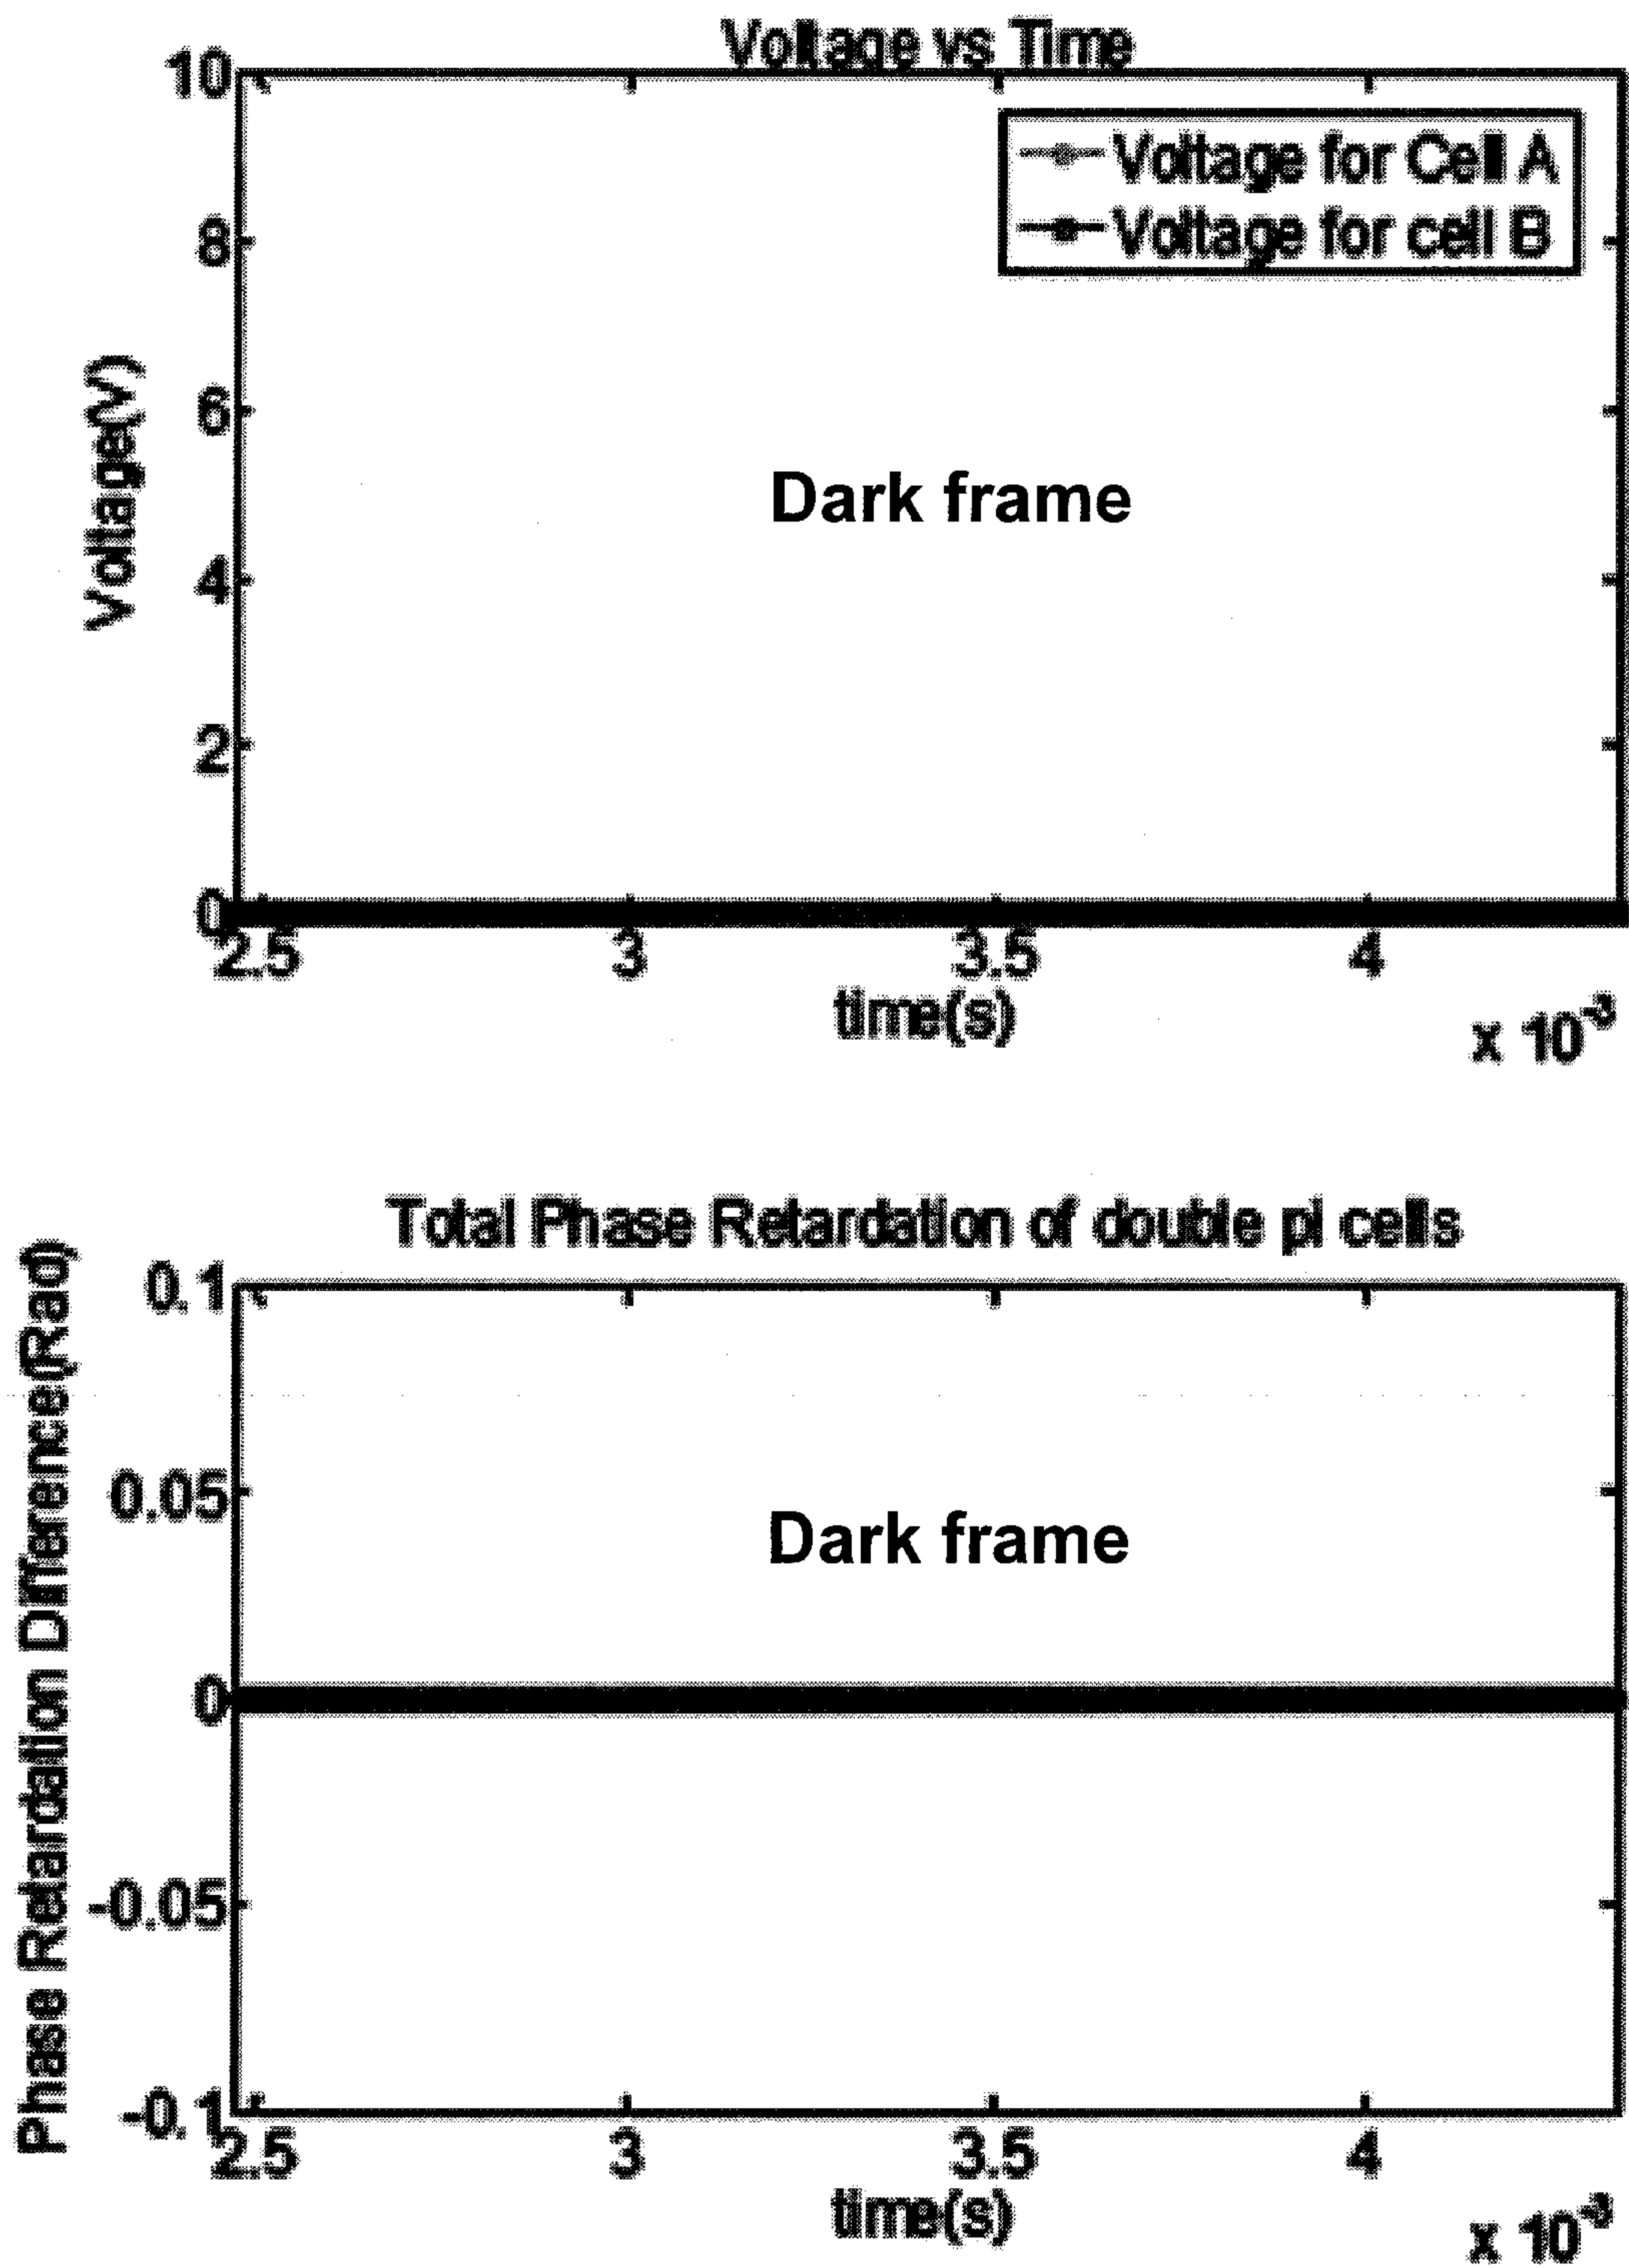 Voltage vs Time
10
8
6
4
2
0
Voltage(V)
Voltage for Cell A
Voltage for cell B
Dark frame
2.5 3 3.5 4
time(s)
x 10-3
Total Phase Retardation of double pi cells
0.1
0.05
0
-0.05
-0.1
Phase Retardation Difference(Rad)
Dark frame
2.5 3 3.5 4
time(s)
x 10-3